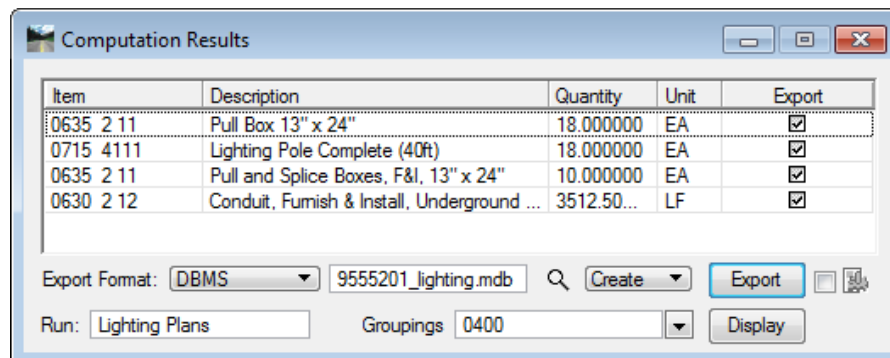 Computation Results
Item Description Quantity Unit Export
0635 2 11 Pull Box 13" x 24" 18.000000 EA
0715 4111 Lighting Pole Complete (40ft) 18.000000 EA
0635 2 11 Pull and Splice Boxes, F&I, 13" x 24" 10.000000 EA
0630 2 12 Conduit, Furnish & Install, Underground ... 3512.50... LF
Export Format: DBMS 9555201_lighting.mdb Create Export
Run: Lighting Plans Groupings 0400 Display